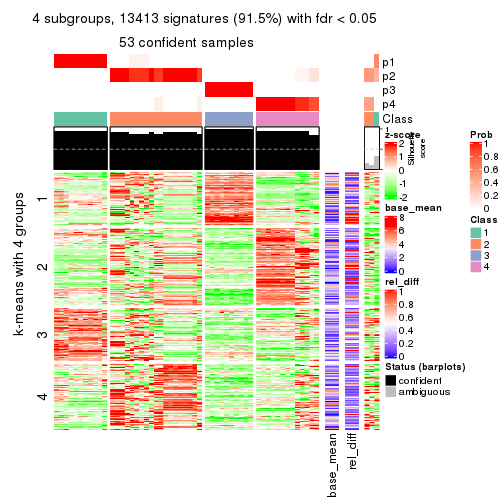 4 subgroups, 13413 signatures (91.5%) with fdr < 0.05
53 confident samples
p1
p2
p3
p4
Class
1
Silhouette
score
k-means with 4 groups
1
2
3
4
base_mean
rel_diff
z-score
2
1
0
-1
-2
base_mean
8
6
4
2
0
rel_diff
1
0.8
0.6
0.4
0.2
0
Status (barplots)
confident
ambiguous
Prob
1
0.8
0.6
0.4
0.2
0
Class
1
2
3
4